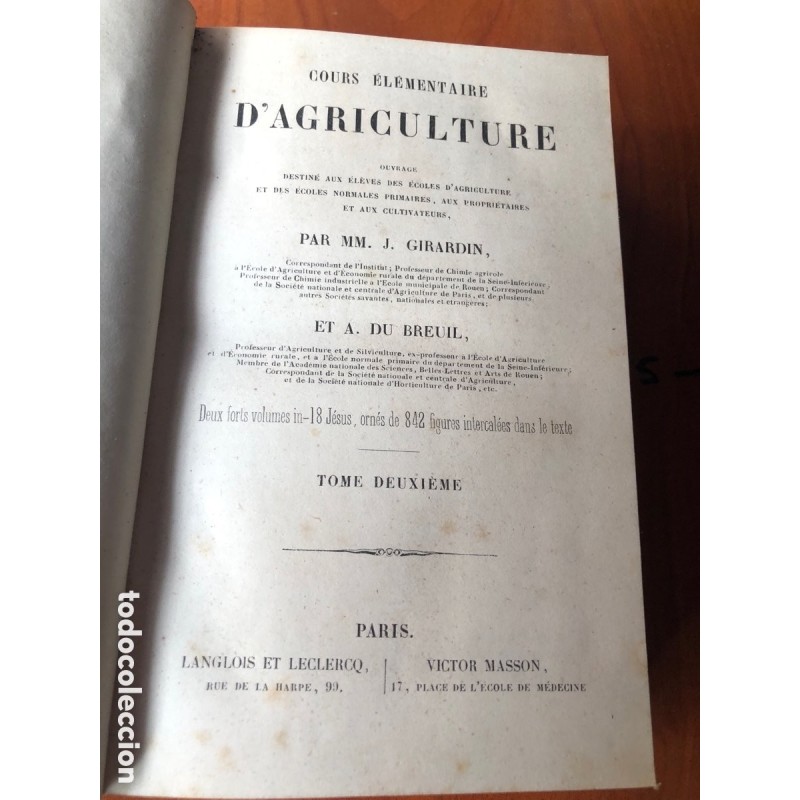 COURS ÉLÉMENTAIRE
D'AGRICULTURE
OUVRAGE
DESTINÉ AUX ÉLÈVES DES ÉCOLES D'AGRICULTURE
ET DES ÉCOLES NORMALES PRIMAIRES, AUX PROPRIÉTAIRES
ET AUX CULTIVATEURS,
PAR MM. J. GIRARDIN,
Correspondant de l'Institut; Professeur de Chimie agricole
à l'École d'Agriculture et d'Économie rurale du département de la Seine-Inférieure;
Professeur de Chimie industrielle à l'École municipale de Rouen; Correspondant
de la Société nationale et centrale d'Agriculture de Paris, et de plusieurs
autres Sociétés savantes, nationales et étrangères;
ET A. DU BREUIL,
Professeur d'Agriculture et de Silviculture, ex-professeur à l'École d'Agriculture
et d'Économie rurale, et a l'École normale primaire du département de la Seine-Inférieure;
Membre de l'Académie nationale des Sciences, Belles-Lettres et Arts de Rouen;
Correspondant de la Société nationale et centrale d'Agriculture,
et de la Société nationale d'Horticulture de Paris, etc.
Deux forts volumes in-18 Jésus, ornés de 842 figures intercalées dans le texte
TOME DEUXIÈME
PARIS.
LANGLOIS ET LECLERCQ,
RUE DE LA HARPE, 99.
VICTOR MASSON,
17, PLACE DE L'ÉCOLE DE MÉDECINE
todocoleccion